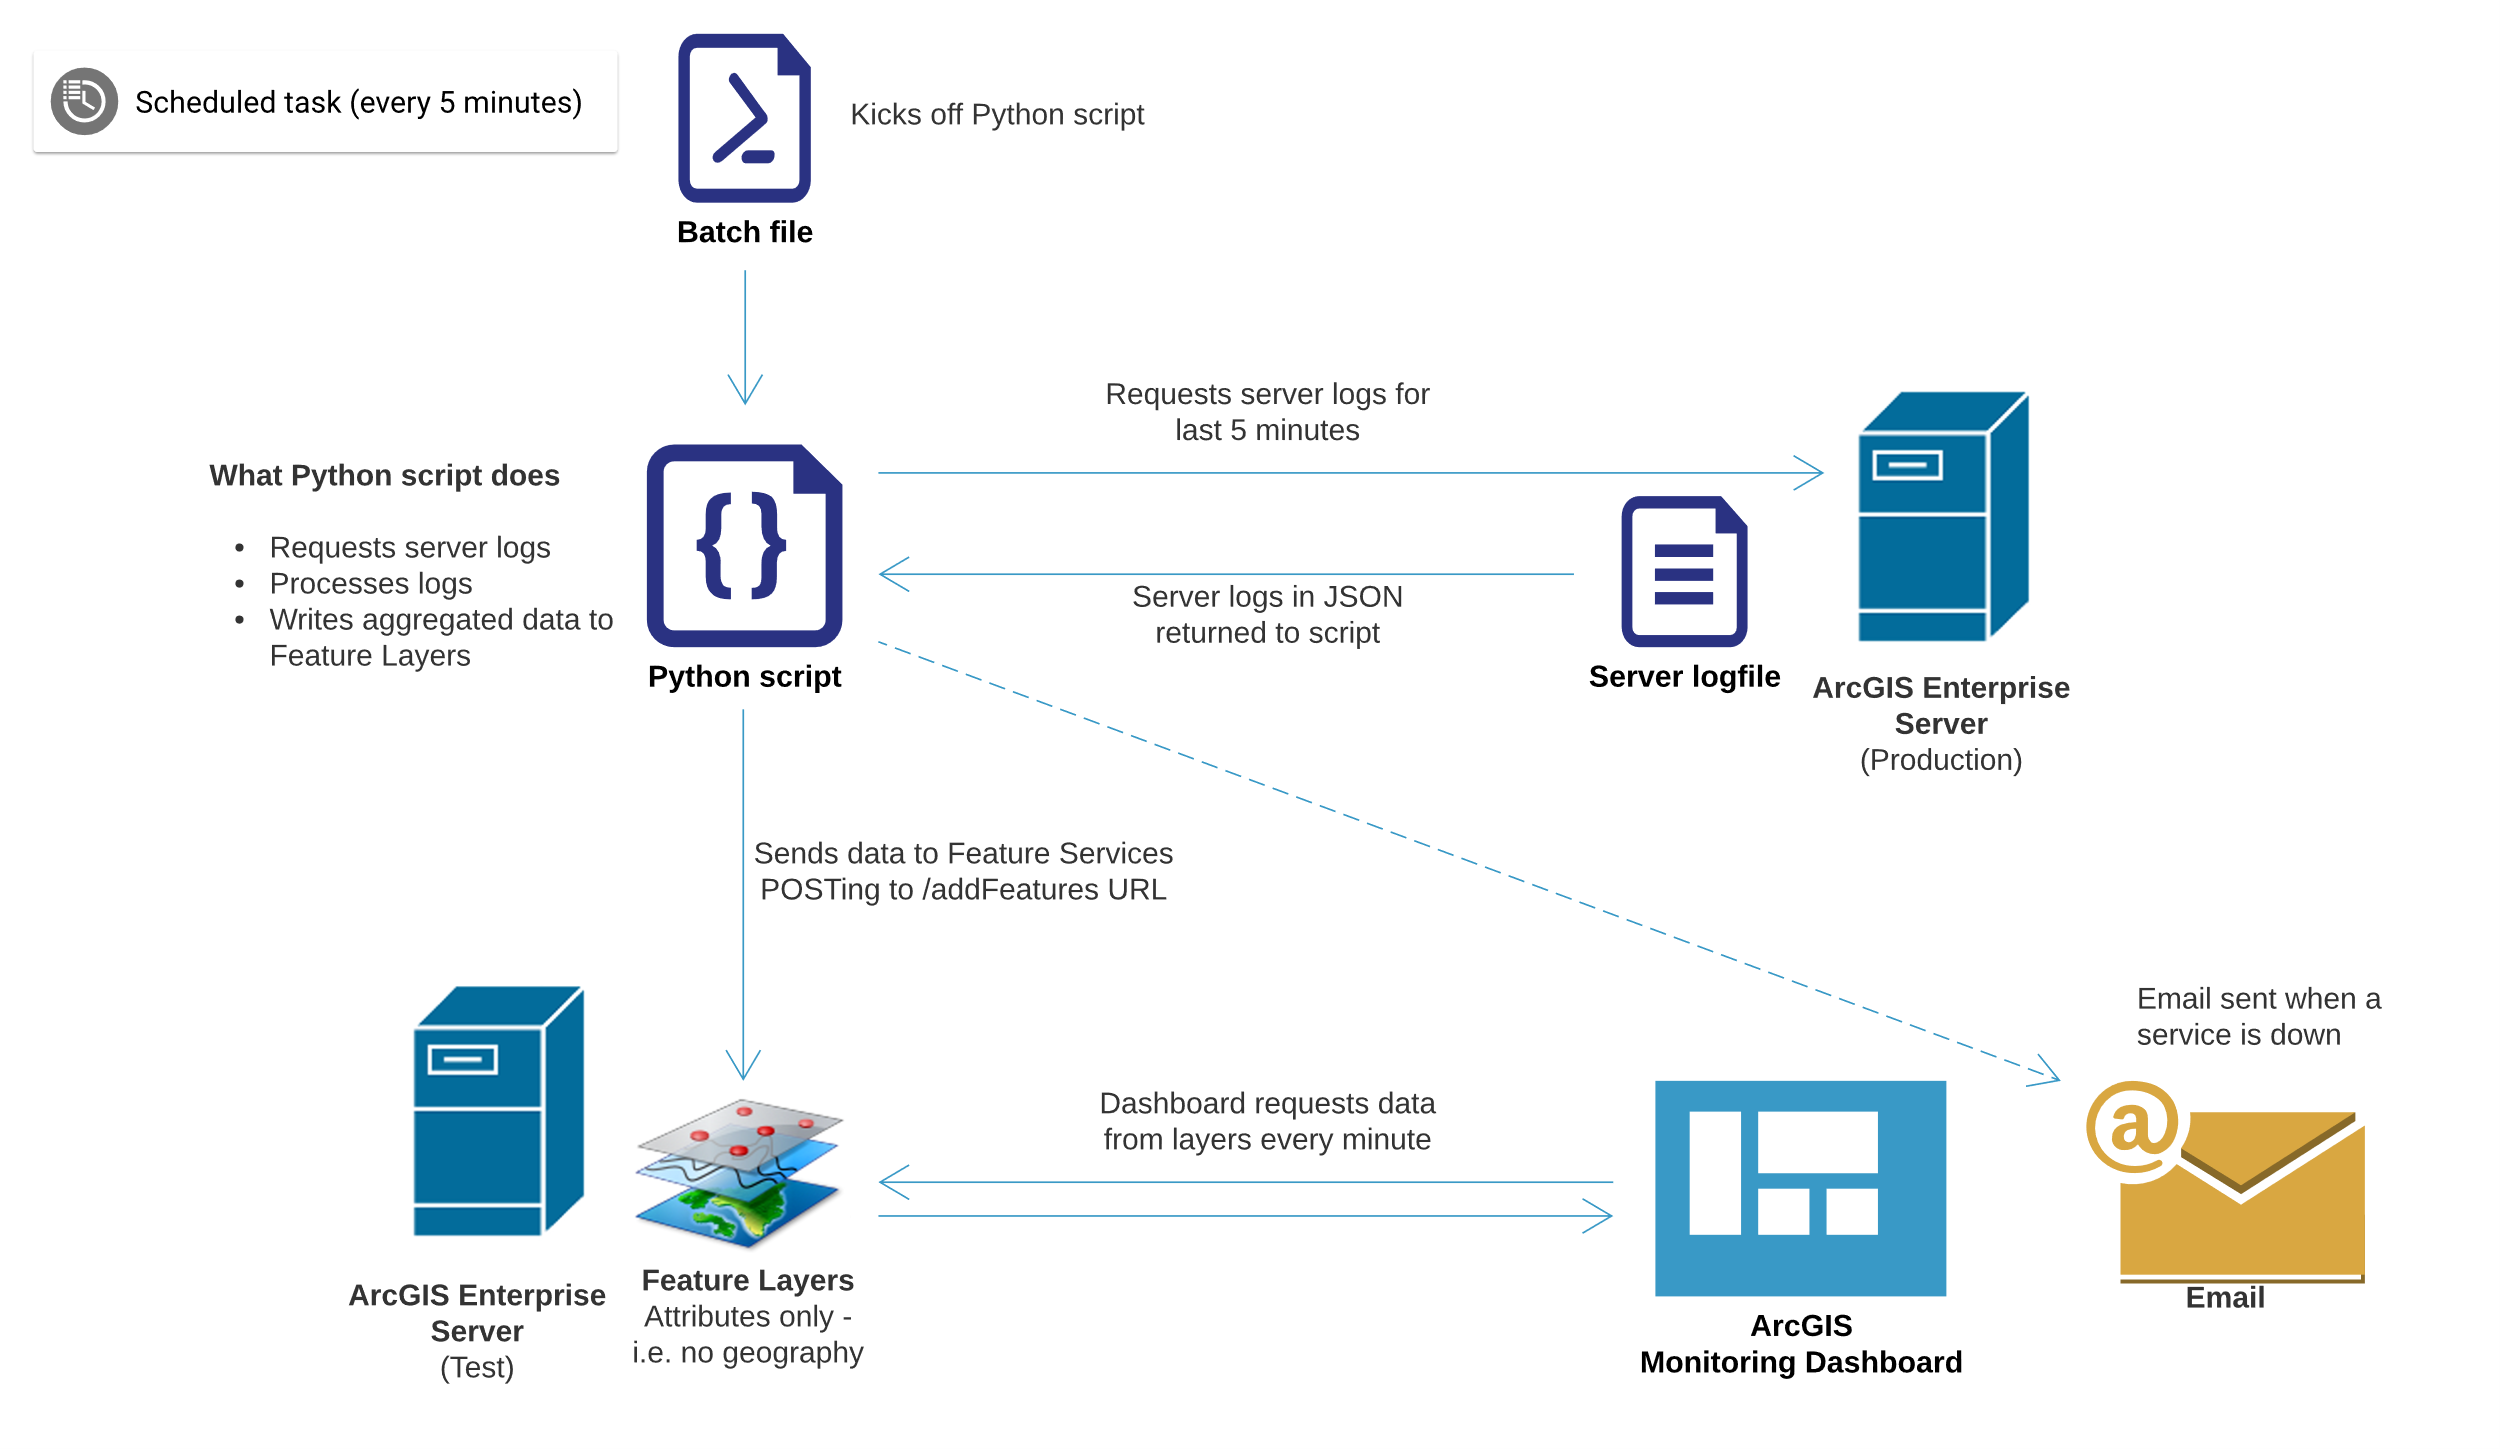 Scheduled task (every 5 minutes)
Kicks off Python script
Batch file
Requests server logs for
last 5 minutes
What Python script does
• Requests server logs
• Processes logs
• Writes aggregated data to
Feature Layers
Python script
Server logs in JSON
returned to script
Server logfile
ArcGIS Enterprise
Server
(Production)
Sends data to Feature Services
POSTing to /addFeatures URL
Email sent when a
service is down
Dashboard requests data
from layers every minute
@
ArcGIS Enterprise
Server
(Test)
Feature Layers
Attributes only -
i.e. no geography
ArcGIS
Monitoring Dashboard
Email